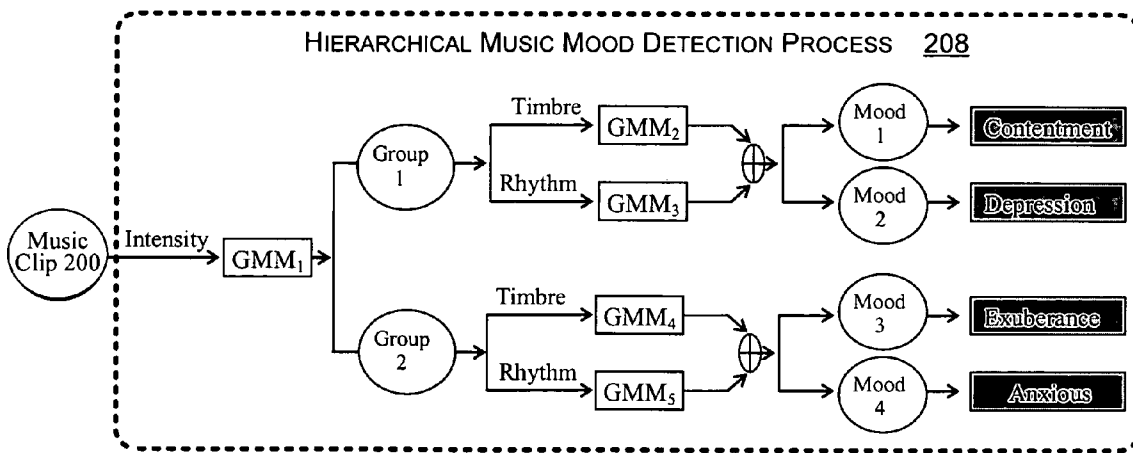 HIERARCHICAL MUSIC MOOD DETECTION PROCESS 208
Music
Clip 200
Intensity
GMM₁
Group
1
Timbre
GMM₂
Rhythm
GMM₃
Mood
1
Contentment
Mood
2
Depression
Group
2
Timbre
GMM₄
Rhythm
GMM₅
Mood
3
Exuberance
Mood
4
Anxious